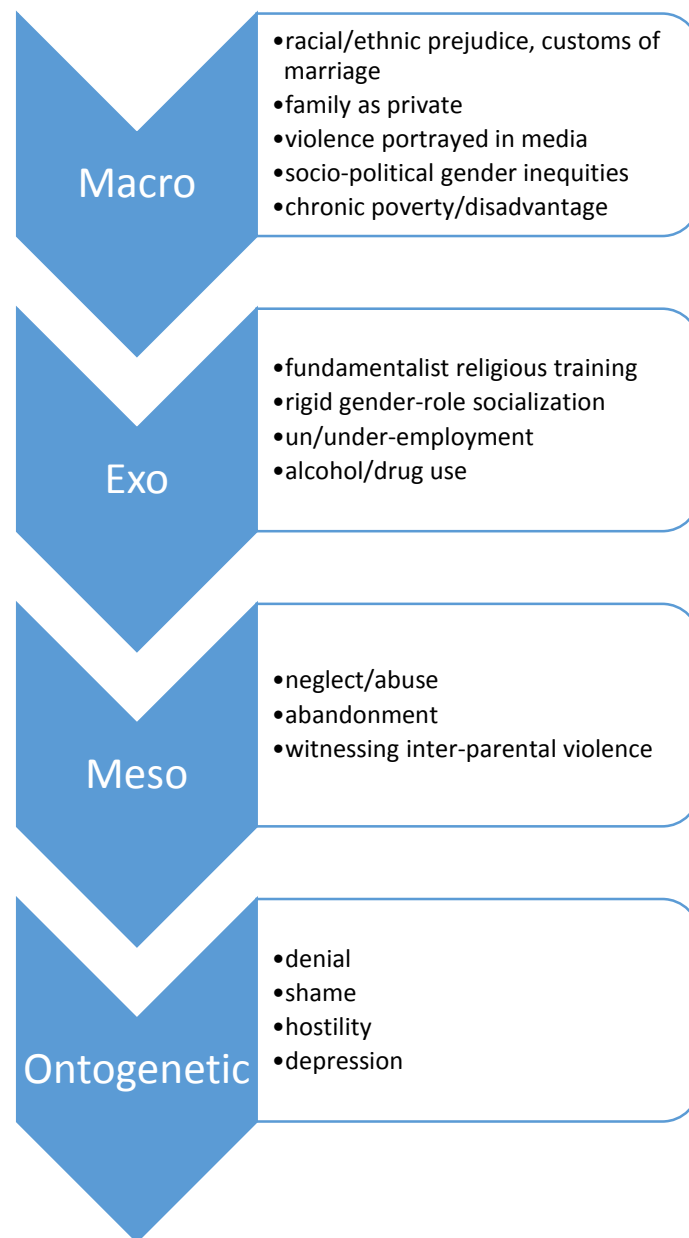 Macro
•racial/ethnic prejudice, customs of
marriage
•family as private
•violence portrayed in media
•socio-political gender inequities
•chronic poverty/disadvantage
Exo
•fundamentalist religious training
•rigid gender-role socialization
•un/under-employment
•alcohol/drug use
Meso
•neglect/abuse
•abandonment
•witnessing inter-parental violence
Ontogenetic
•denial
•shame
•hostility
•depression